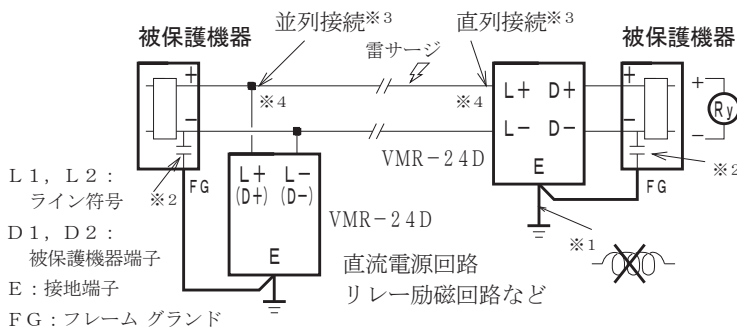 並列接続※3
直列接続※3
被保護機器
雷サージ
被保護機器
+
※4
※4
L+ D+
+
+
Ry
−
L− D−
−
−
VMR-24D
E
※2
FG
L+ L−
(D+) (D−)
VMR-24D
E
※2
FG
※1
L1, L2:
ライン符号
D1, D2:
被保護機器端子
E:接地端子
FG:フレーム グランド
直流電源回路
リレー励磁回路など